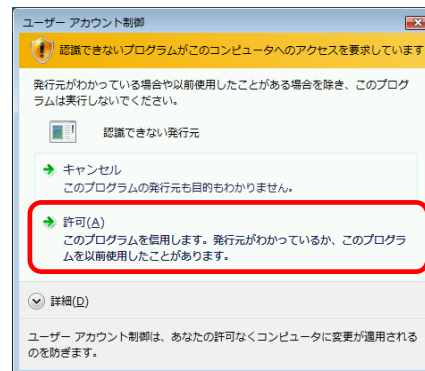 ユーザー アカウント制御
認識できないプログラムがこのコンピュータへのアクセスを要求しています
発行元がわかっている場合や以前使用したことがある場合を除き、このプログ
ラムは実行しないでください。
認識できない発行元
キャンセル
このプログラムの発行元も目的もわかりません。
許可(A)
このプログラムを信用します。発行元がわかっているか、このプログラ
ムを以前使用したことがあります。
詳細(D)
ユーザー アカウント制御は、あなたの許可なくコンピュータに変更が適用される
のを防ぎます。